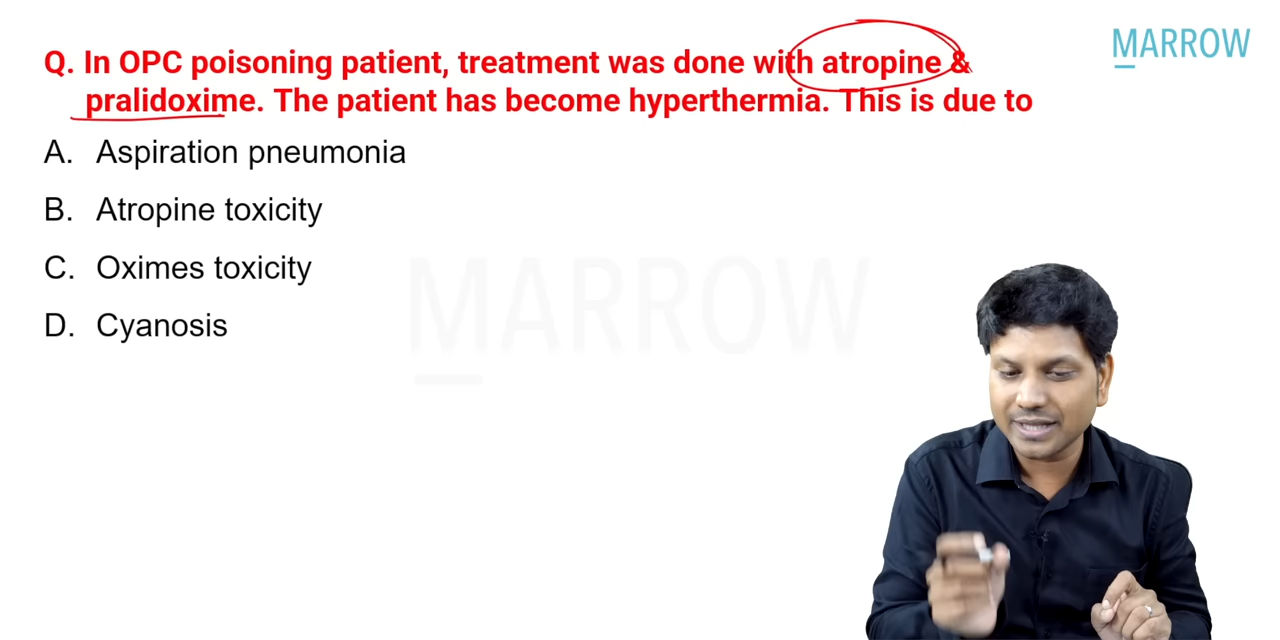 MARROW
Q. In OPC poisoning patient, treatment was done with atropine &
pralidoxime. The patient has become hyperthermia. This is due to
A. Aspiration pneumonia
B. Atropine toxicity
C. Oximes toxicity
D. Cyanosis
MARROW